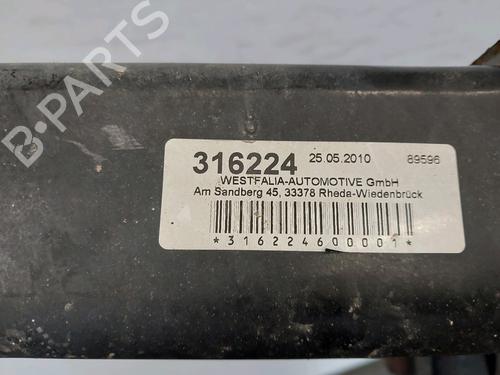 316224 25.05.2010 89596
WESTFALIA-AUTOMOTIVE GmbH
Am Sandberg 45, 33378 Rheda-Wiedenbrück
*316224600001*
B-PARTS